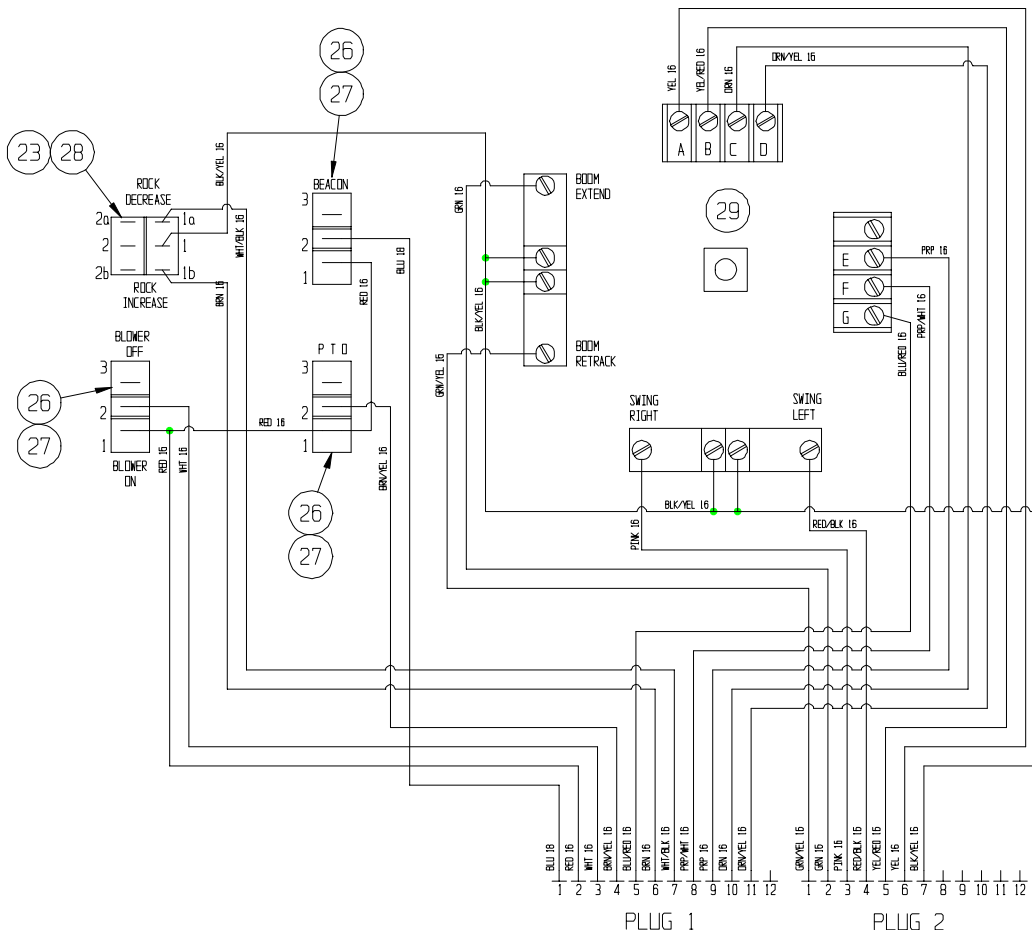 YEL 16
YEL/RED 16
ORN 16
ORN/YEL 16
A B C D
26
27
23 28
ROCK
DECREASE
BLK/YEL 16
WHT/BLK 16
2a 1a
2 1
2b 1b
ROCK
INCREASE
BRN 16
BEACON
3
2
1
BLU 18
RED 16
GRN 16
BOOM
EXTEND
BLK/YEL 16
GRN/YEL 16
BOOM
RETRACK
29
E
F
G
PRP 16
PRP/WHT 16
BLU/RED 16
BLOWER
OFF
3
2
1
BLOWER
ON
26
27
RED 16
WHT 16
RED 16
P T O
3
2
1
BRN/YEL 16
26
27
SWING
RIGHT
SWING
LEFT
BLK/YEL 16
PINK 16
RED/BLK 16
BLU 18
RED 16
WHT 16
BRN/YEL 16
BLU/RED 16
BRN 16
WHT/BLK 16
PRP/WHT 16
PRP 16
ORN 16
ORN/YEL 16
1 2 3 4 5 6 7 8 9 10 11 12
PLUG 1
GRN/YEL 16
GRN 16
PINK 16
RED/BLK 16
YEL/RED 16
YEL 16
BLK/YEL 16
1 2 3 4 5 6 7 8 9 10 11 12
PLUG 2